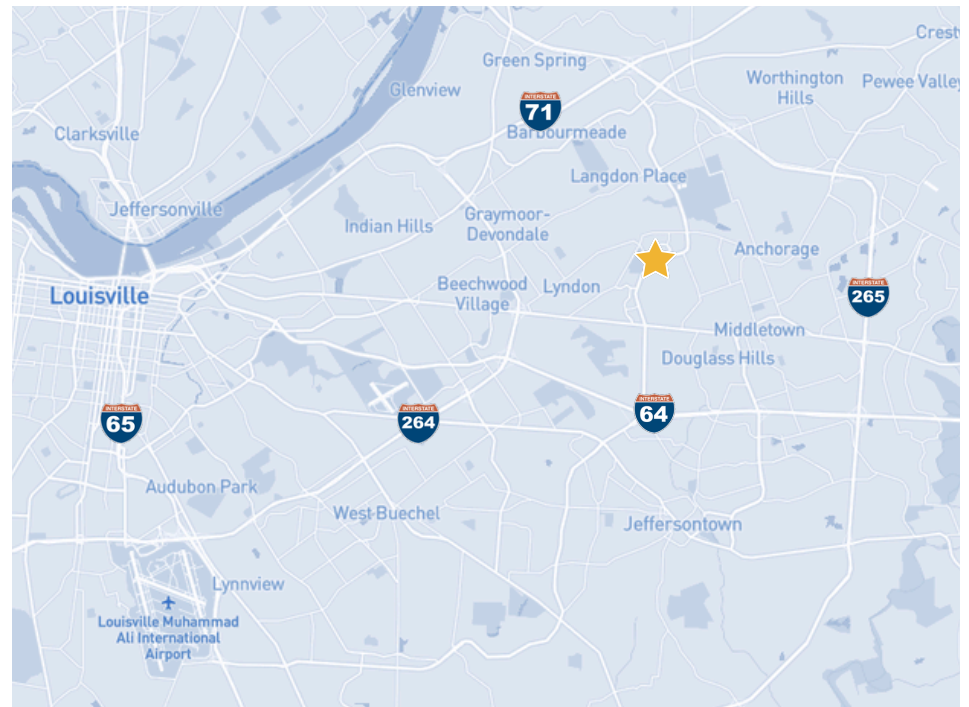 Crestw
Green Spring
Worthington
Hills
Pewee Valley
Glenview
INTERSTATE
71
Barbourmeade
Clarksville
Langdon Place
Jeffersonville
Indian Hills
Graymoor-
Devondale
Anchorage
Louisville
Beechwood
Village
Lyndon
INTERSTATE
265
Middletown
Douglass Hills
INTERSTATE
65
INTERSTATE
264
INTERSTATE
64
Audubon Park
West Buechel
Jeffersontown
Lynnview
Louisville Muhammad
Ali International
Airport